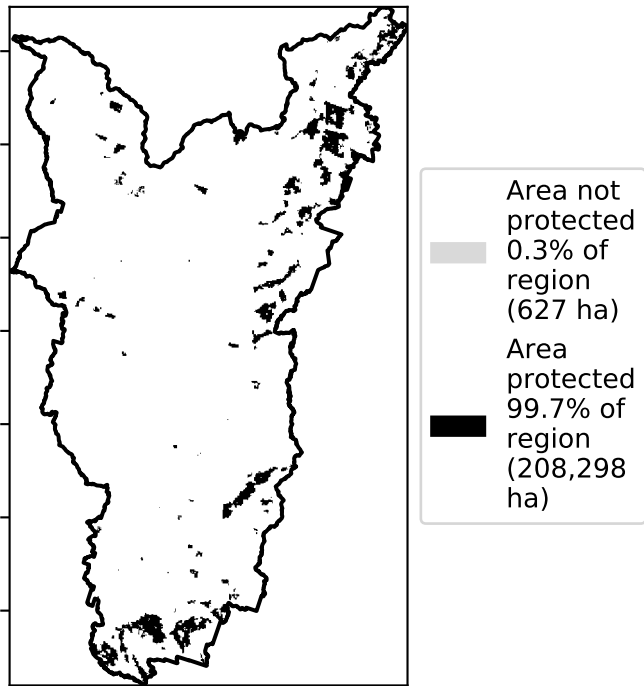 Area not
protected
0.3% of
region
(627 ha)
Area
protected
99.7% of
region
(208,298
ha)